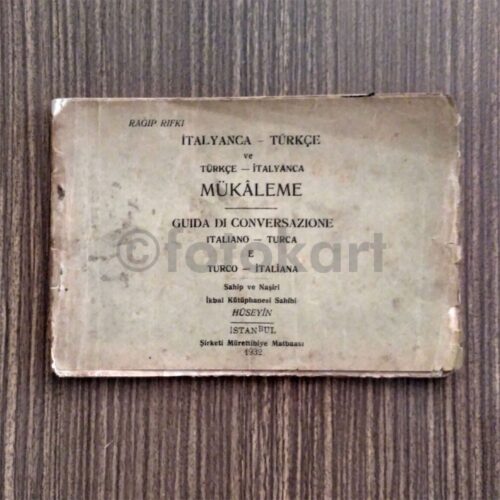 RAGIP RIFKI
İTALYANCA - TÜRKÇE
ve
TÜRKÇE — İTALYANCA
MÜKÂLEME
GUIDA DI CONVERSAZIONE
ITALIANO — TURCA
E
TURCO — ITALIANA
©fotokart
Sahip ve Naşiri
İkbal Kütüphanesi Sahibi
HÜSEYİN
İSTANBUL
Şirketi Mürettibiye Matbaası
1932